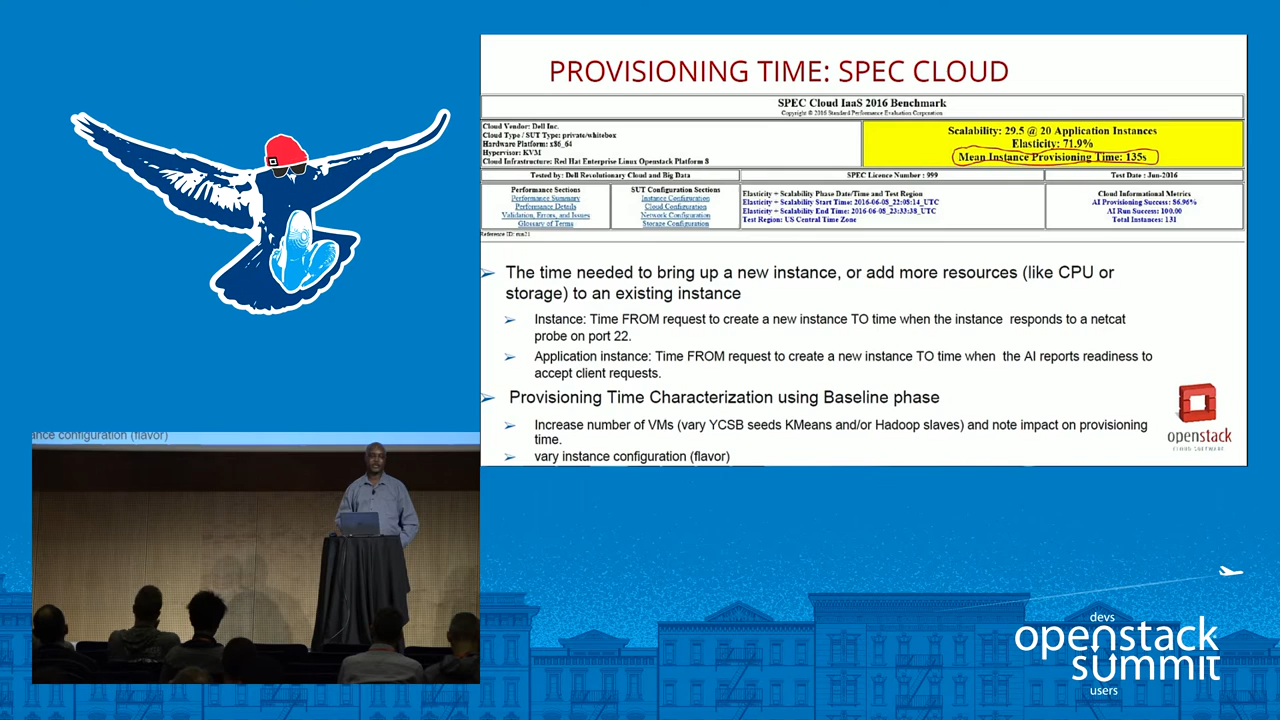 PROVISIONING TIME: SPEC CLOUD
SPEC Cloud IaaS 2016 Benchmark
Copyright © 2016 Standard Performance Evaluation Corporation
Cloud Vendor: Dell Inc.
Cloud Type / SUT Type: private/whitebox
Hardware Platform: x86_64
Hypervisor: KVM
Cloud Infrastructure: Red Hat Enterprise Linux Openstack Platform 8
Scalability: 29.5 @ 20 Application Instances
Elasticity: 71.9%
Mean Instance Provisioning Time: 135s
Tested by: Dell Revolutionary Cloud and Big Data
SPEC Licence Number : 999
Test Date : Jun-2016
Performance Sections
Performance Summary
Performance Details
Validation, Errors, and Issues
Glossary of Terms
SUT Configuration Sections
Instance Configuration
Cloud Configuration
Network Configuration
Storage Configuration
Elasticity + Scalability Phase Date/Time and Test Region
Elasticity + Scalability Start Time: 2016-06-08_22:08:14_UTC
Elasticity + Scalability End Time: 2016-06-08_23:33:38_UTC
Test Region: US Central Time Zone
Cloud Informational Metrics
AI Provisioning Success: 86.96%
AI Run Success: 100.00
Total Instances: 131
Reference ID: run21
The time needed to bring up a new instance, or add more resources (like CPU or
storage) to an existing instance
Instance: Time FROM request to create a new instance TO time when the instance responds to a netcat
probe on port 22.
Application instance: Time FROM request to create a new instance TO time when the AI reports readiness to
accept client requests.
Provisioning Time Characterization using Baseline phase
Increase number of VMs (vary YCSB seeds KMeans and/or Hadoop slaves) and note impact on provisioning
time.
vary instance configuration (flavor)
openstack
CLOUD SOFTWARE
ance configuration (flavor)
devs
openstack
summit
users